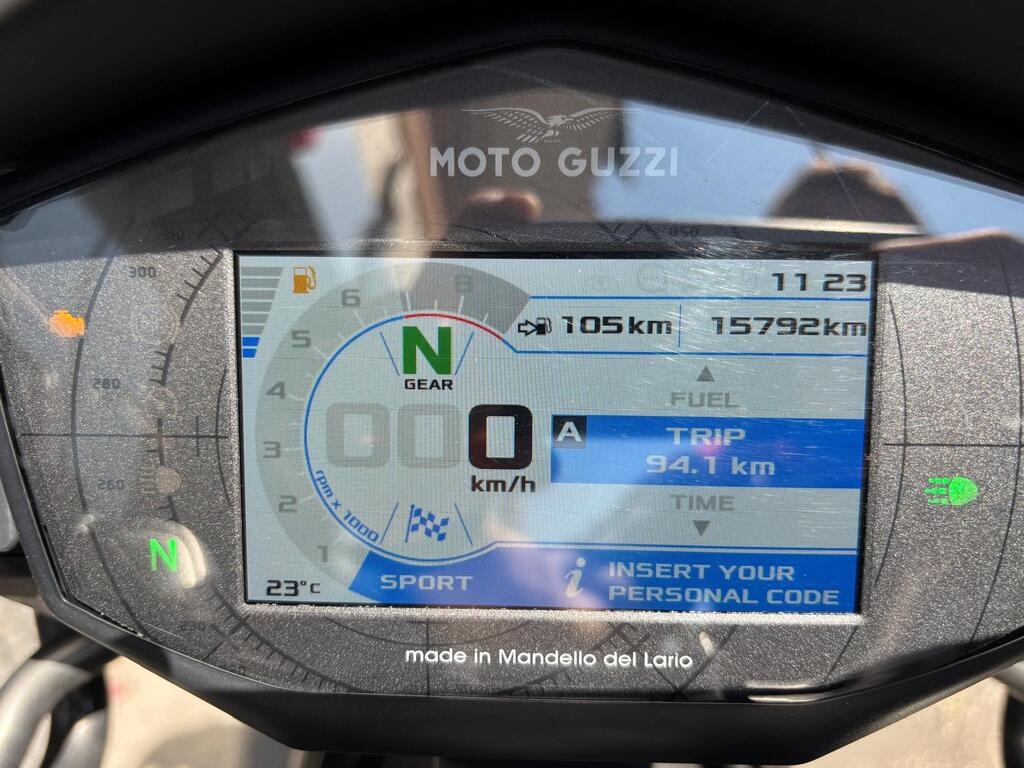 MOTO GUZZI
300
280
260
11 23
105km 15792km
8
6
5
4
3
2
1
rpm x 1000
N
GEAR
000
km/h
FUEL
A TRIP
94.1 km
TIME
N
23°C
SPORT
i INSERT YOUR
PERSONAL CODE
made in Mandello del Lario